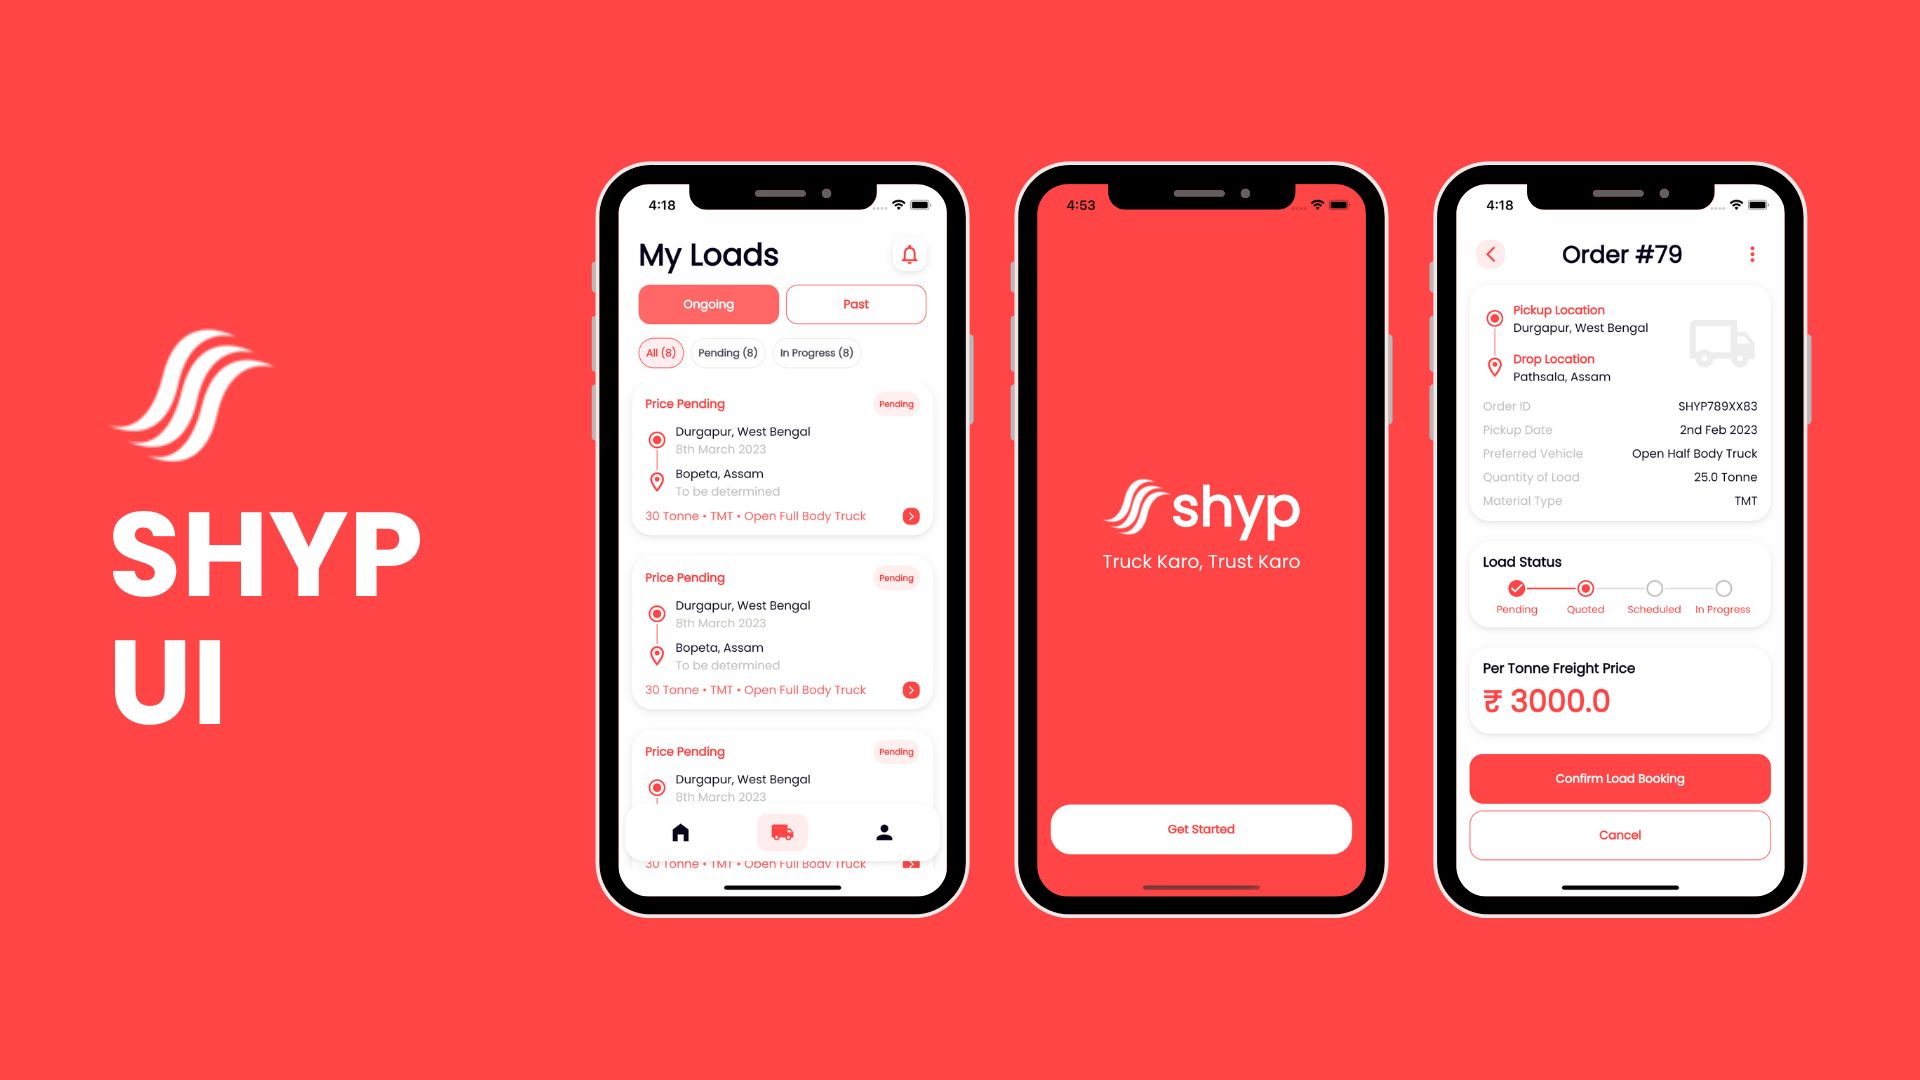 SHYP
UI
4:18
My Loads
Ongoing
Past
All (8)
Pending (8)
In Progress (8)
Price Pending
Pending
Durgapur, West Bengal
8th March 2023
Bopeta, Assam
To be determined
30 Tonne • TMT • Open Full Body Truck
Price Pending
Pending
Durgapur, West Bengal
8th March 2023
Bopeta, Assam
To be determined
30 Tonne • TMT • Open Full Body Truck
Price Pending
Pending
Durgapur, West Bengal
8th March 2023
30 Tonne • TMT • Open Full Body Truck
4:53
shyp
Truck Karo, Trust Karo
Get Started
4:18
Order #79
Pickup Location
Durgapur, West Bengal
Drop Location
Pathsala, Assam
Order ID SHYP789XX83
Pickup Date 2nd Feb 2023
Preferred Vehicle Open Half Body Truck
Quantity of Load 25.0 Tonne
Material Type TMT
Load Status
Pending Quoted Scheduled In Progress
Per Tonne Freight Price
₹ 3000.0
Confirm Load Booking
Cancel